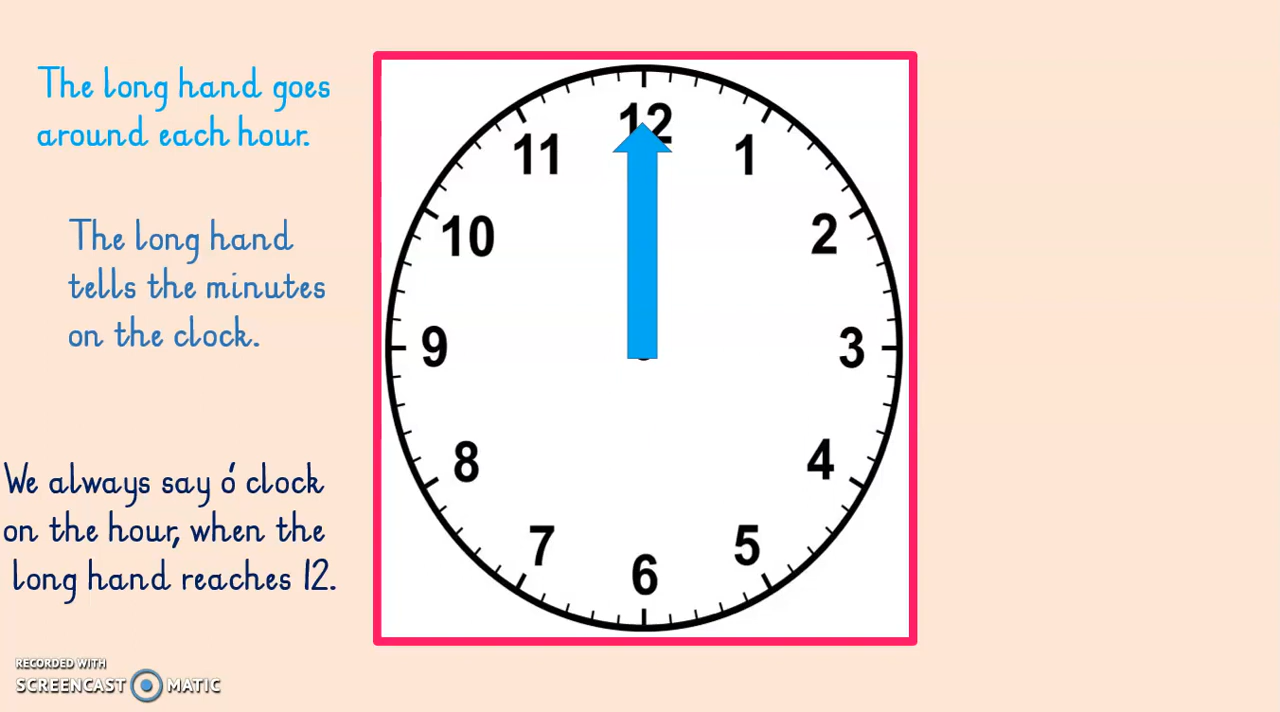 The long hand goes
around each hour.
The long hand
tells the minutes
on the clock.
We always say ó clock
on the hour, when the
long hand reaches 12.
12
11
1
10
2
9
3
8
4
7
5
6
RECORDED WITH
SCREENCAST MATIC